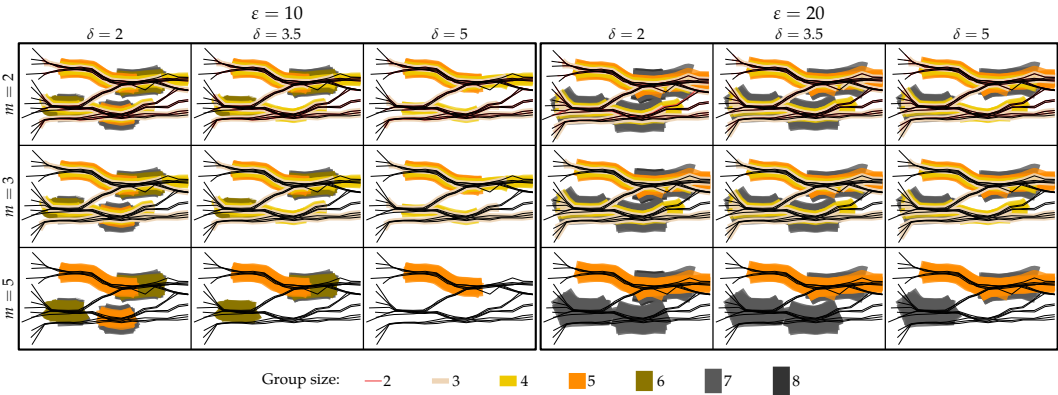 ε = 10 ε = 20
δ = 2 δ = 3.5 δ = 5 δ = 2 δ = 3.5 δ = 5
m = 2
m = 3
m = 5
Group size: 2 3 4 5 6 7 8